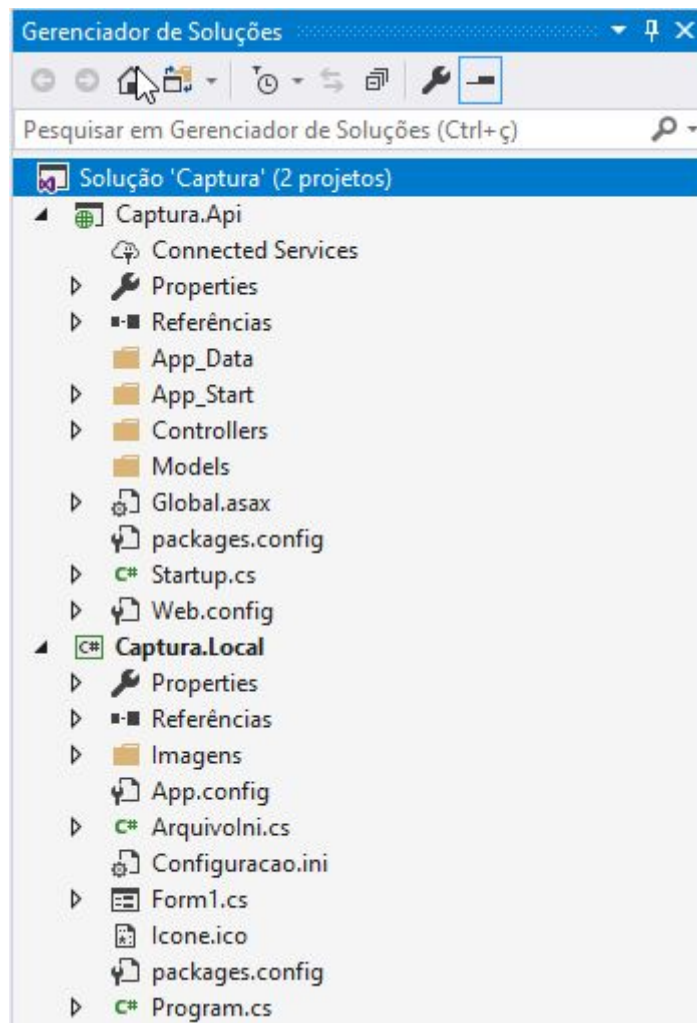 Gerenciador de Soluções
Pesquisar em Gerenciador de Soluções (Ctrl+ç)
Solução 'Captura' (2 projetos)
Captura.Api
Connected Services
Properties
Referências
App_Data
App_Start
Controllers
Models
Global.asax
packages.config
C# Startup.cs
Web.config
C# Captura.Local
Properties
Referências
Imagens
App.config
C# ArquivoIni.cs
Configuracao.ini
Form1.cs
Icone.ico
packages.config
C# Program.cs